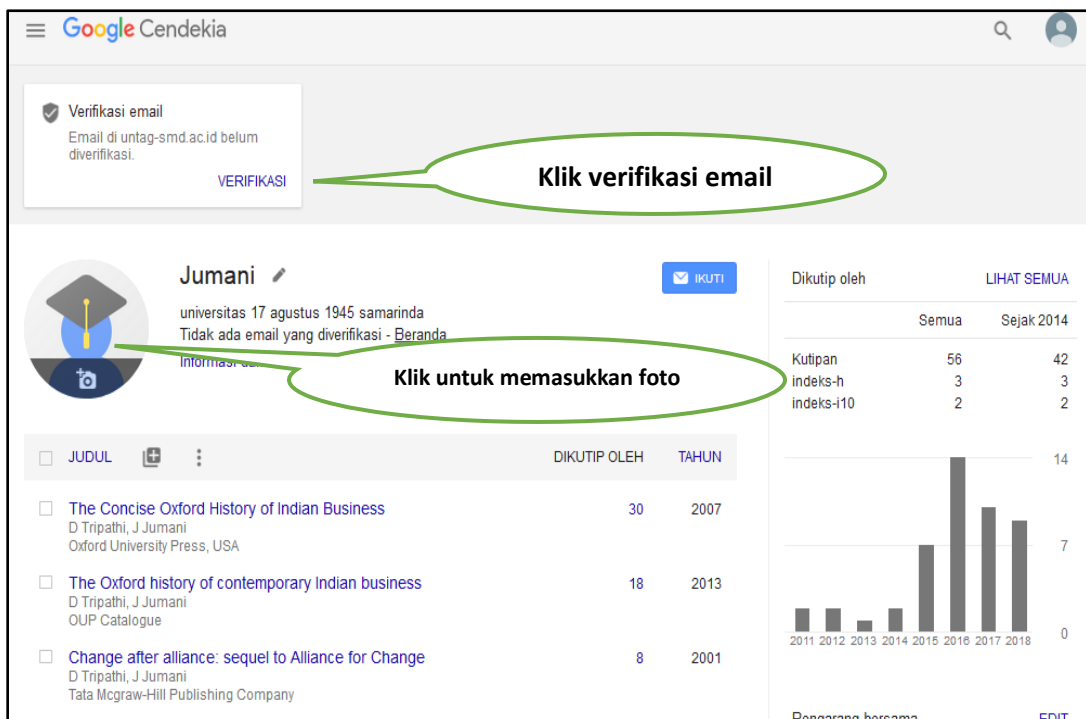 Google Cendekia
Verifikasi email
Email di untag-smd.ac.id belum
diverifikasi.
VERIFIKASI
Klik verifikasi email
Jumani
IKUTI
universitas 17 agustus 1945 samarinda
Tidak ada email yang diverifikasi - Beranda
Informasi
Klik untuk memasukkan foto
Dikutip oleh LIHAT SEMUA
Semua Sejak 2014
Kutipan 56 42
indeks-h 3 3
indeks-i10 2 2
14
7
0
2011 2012 2013 2014 2015 2016 2017 2018
JUDUL DIKUTIP OLEH TAHUN
The Concise Oxford History of Indian Business 30 2007
D Tripathi, J Jumani
Oxford University Press, USA
The Oxford history of contemporary Indian business 18 2013
D Tripathi, J Jumani
OUP Catalogue
Change after alliance: sequel to Alliance for Change 8 2001
D Tripathi, J Jumani
Tata Mcgraw-Hill Publishing Company
Pengarang bersama EDIT